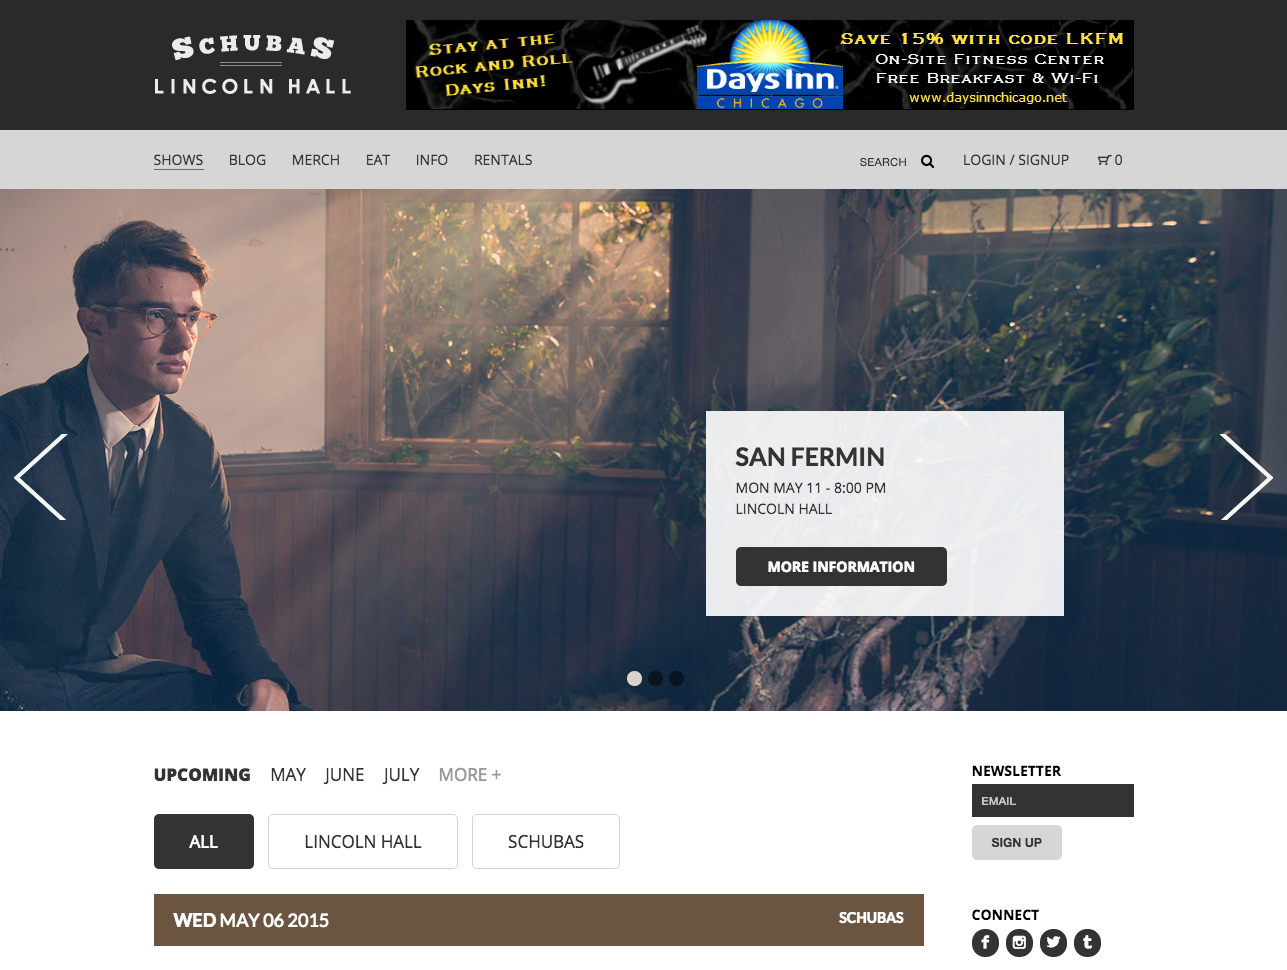 SCHUBAS
LINCOLN HALL
STAY AT THE
ROCK AND ROLL
DAYS INN!
Days Inn
CHICAGO
SAVE 15% WITH CODE LKFM
ON-SITE FITNESS CENTER
FREE BREAKFAST & WI-FI
www.daysinnchicago.net
SHOWS BLOG MERCH EAT INFO RENTALS SEARCH LOGIN / SIGNUP 0
SAN FERMIN
MON MAY 11 - 8:00 PM
LINCOLN HALL
MORE INFORMATION
UPCOMING MAY JUNE JULY MORE +
ALL LINCOLN HALL SCHUBAS
WED MAY 06 2015 SCHUBAS
NEWSLETTER
EMAIL
SIGN UP
CONNECT